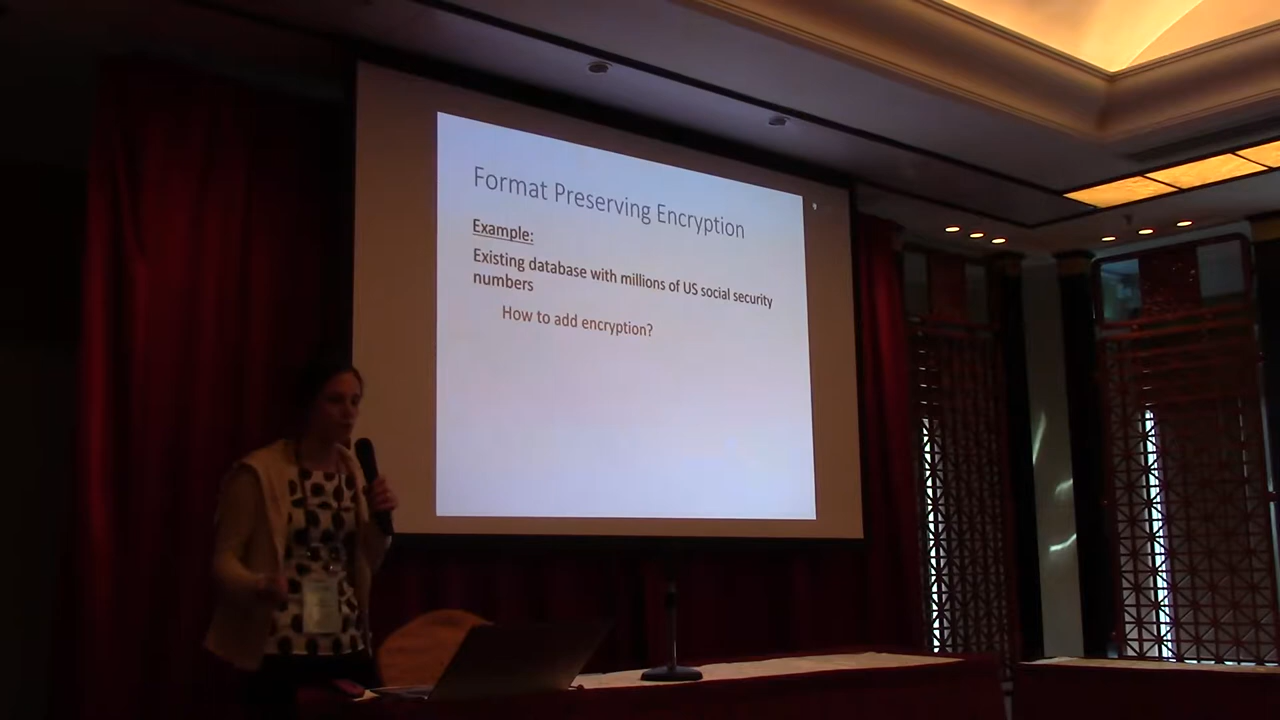 Format Preserving Encryption
Example:
Existing database with millions of US social security
numbers
How to add encryption?